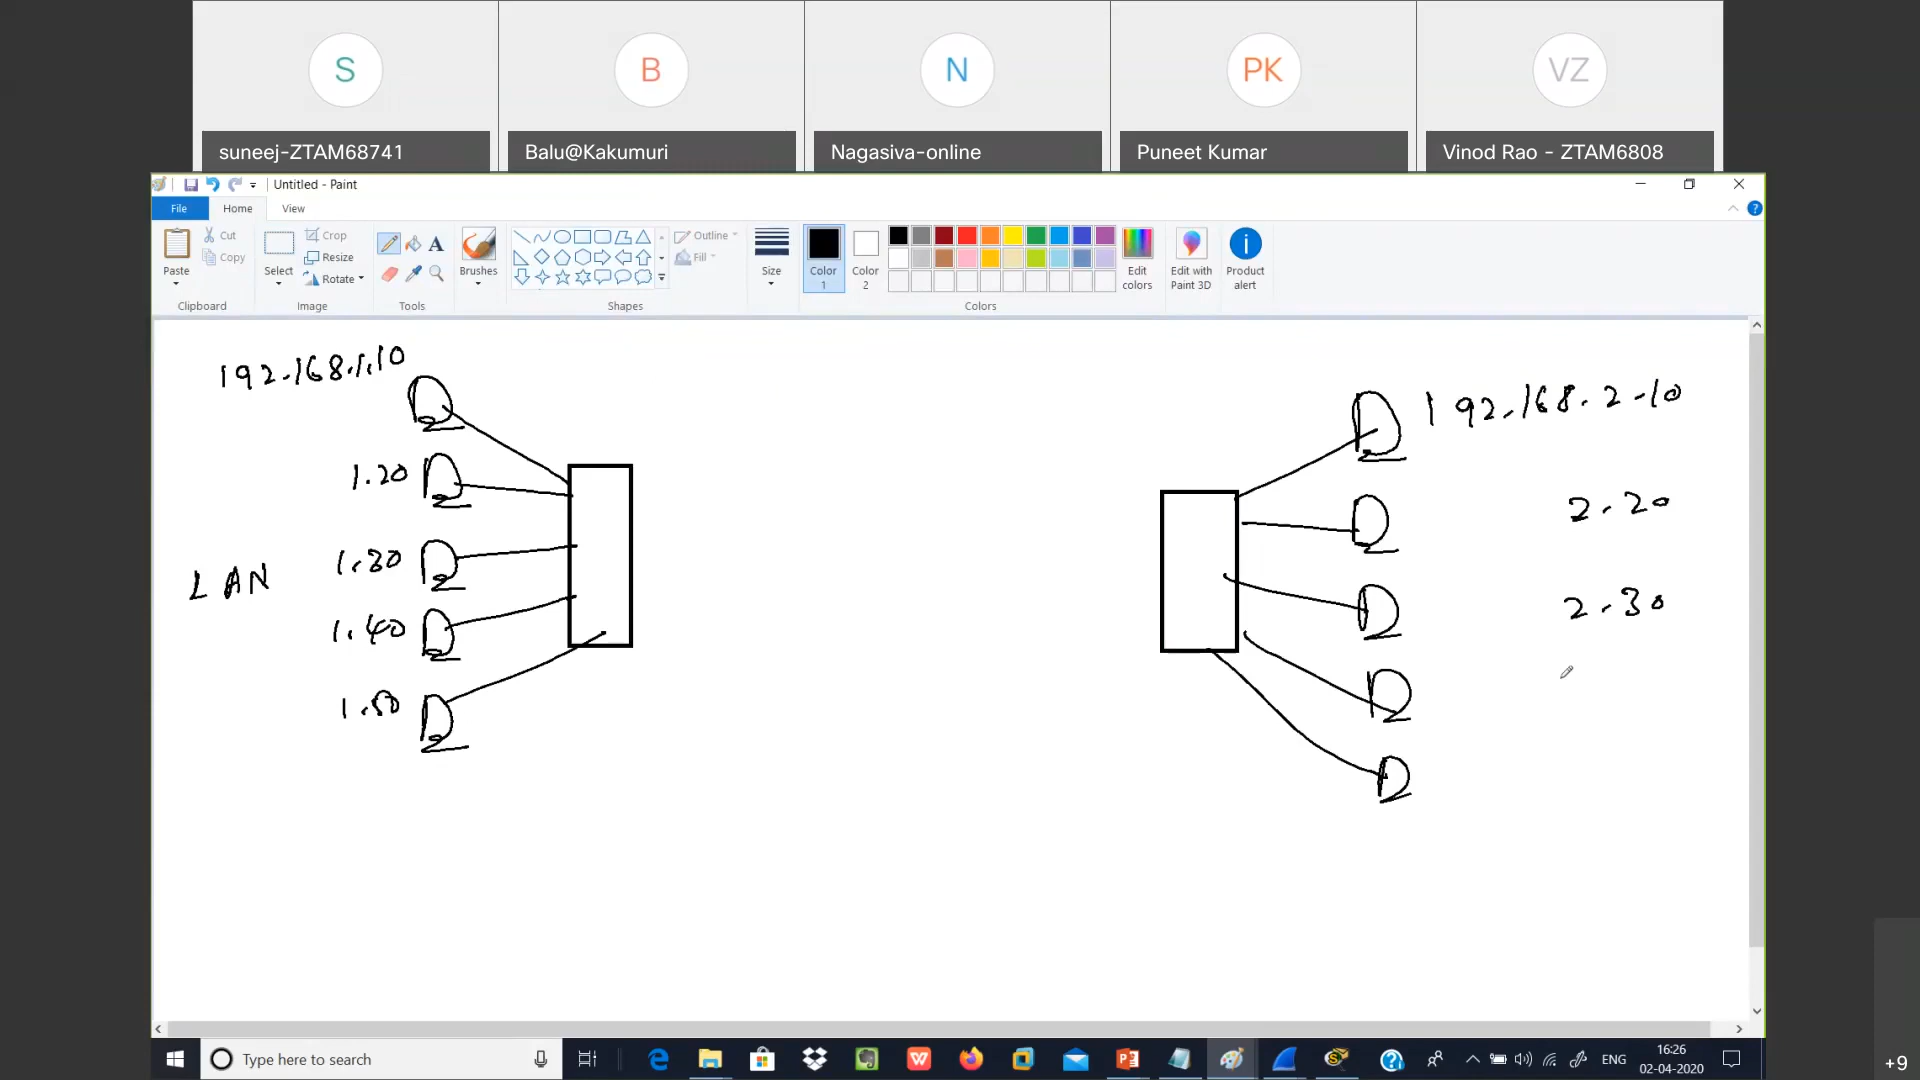 S
B
N
PK
VZ
suneej-ZTAM68741
Balu@Kakumuri
Nagasiva-online
Puneet Kumar
Vinod Rao - ZTAM6808
Untitled - Paint
File
Home
View
Paste
Cut
Copy
Clipboard
Select
Crop
Resize
Rotate
Image
A
Tools
Brushes
Shapes
Outline
Fill
Size
Color 1
Color 2
Edit colors
Colors
Edit with Paint 3D
Product alert
192.168.1.10
1.20
1.30
LAN
1.40
1.50
192.168.2.10
2.20
2.30
Type here to search
ENG
16:26
02-04-2020
+9